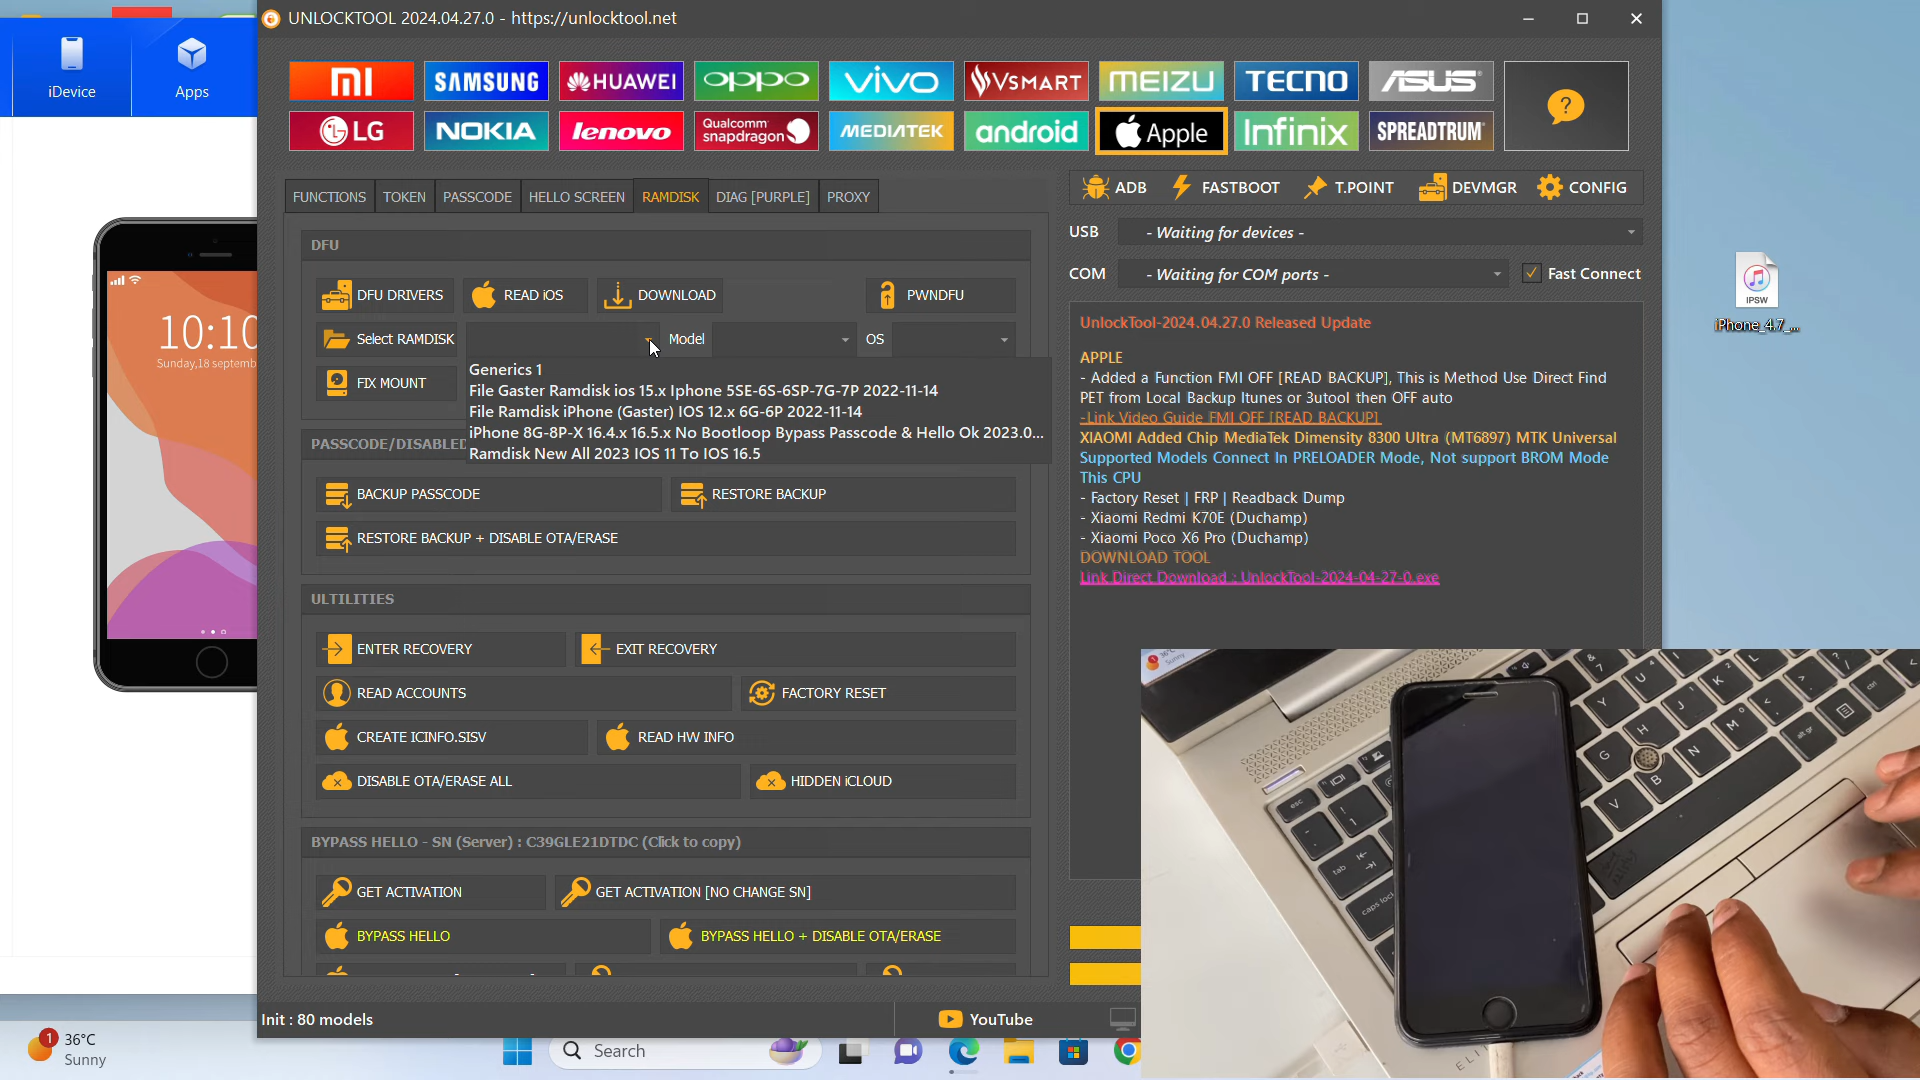 UNLOCKTOOL 2024.04.27.0 - https://unlocktool.net
iDevice
Apps
SAMSUNG
HUAWEI
oppo
vivo
VSMART
MEIZU
TECNO
ASUS
?
LG
NOKIA
lenovo
Qualcomm
snapdragon
MEDIATEK
android
Apple
Infinix
SPREADTRUM
FUNCTIONS
TOKEN
PASSCODE
HELLO SCREEN
RAMDISK
DIAG [PURPLE]
PROXY
ADB
FASTBOOT
T.POINT
DEVMGR
CONFIG
DFU
USB
- Waiting for devices -
COM
- Waiting for COM ports -
Fast Connect
DFU DRIVERS
READ iOS
DOWNLOAD
PWNDFU
Select RAMDISK
Model
OS
FIX MOUNT
Generics 1
File Gaster Ramdisk ios 15.x Iphone 5SE-6S-6SP-7G-7P 2022-11-14
File Ramdisk iPhone (Gaster) IOS 12.x 6G-6P 2022-11-14
iPhone 8G-8P-X 16.4.x 16.5.x No Bootloop Bypass Passcode & Hello Ok 2023.0...
Ramdisk New All 2023 IOS 11 To IOS 16.5
PASSCODE/DISABLED
BACKUP PASSCODE
RESTORE BACKUP
RESTORE BACKUP + DISABLE OTA/ERASE
ULTILITIES
ENTER RECOVERY
EXIT RECOVERY
READ ACCOUNTS
FACTORY RESET
CREATE ICINFO.SISV
READ HW INFO
DISABLE OTA/ERASE ALL
HIDDEN iCLOUD
BYPASS HELLO - SN (Server) : C39GLE21DTDC (Click to copy)
GET ACTIVATION
GET ACTIVATION [NO CHANGE SN]
BYPASS HELLO
BYPASS HELLO + DISABLE OTA/ERASE
UnlockTool-2024.04.27.0 Released Update
APPLE
- Added a Function FMI OFF [READ BACKUP], This is Method Use Direct Find
PET from Local Backup Itunes or 3utool then OFF auto
-Link Video Guide FMI OFF [READ BACKUP]
XIAOMI Added Chip MediaTek Dimensity 8300 Ultra (MT6897) MTK Universal
Supported Models Connect In PRELOADER Mode, Not support BROM Mode
This CPU
- Factory Reset | FRP | Readback Dump
- Xiaomi Redmi K70E (Duchamp)
- Xiaomi Poco X6 Pro (Duchamp)
DOWNLOAD TOOL
Link Direct Download : UnlockTool-2024-04-27-0.exe
10:10
Sunday,18 septemb
IPSW
iPhone_4.7_...
Init : 80 models
YouTube
1
36°C
Sunny
Search
esc
tab
caps loc
alt gr
Y
U
G
H
J
K
L
V
B
N
M